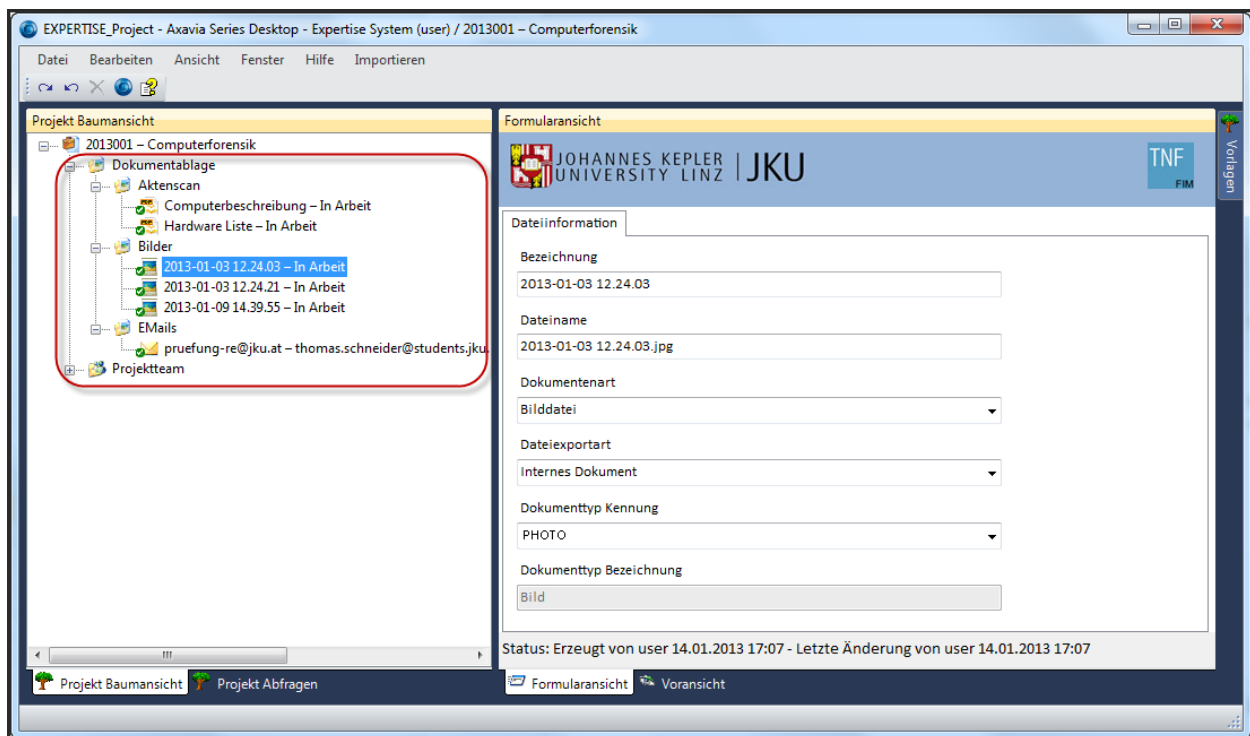 EXPERTISE_Project - Axavia Series Desktop - Expertise System (user) / 2013001 – Computerforensik
Datei Bearbeiten Ansicht Fenster Hilfe Importieren
Projekt Baumansicht
2013001 – Computerforensik
Dokumentablage
Aktenscan
Computerbeschreibung – In Arbeit
Hardware Liste – In Arbeit
Bilder
2013-01-03 12.24.03 – In Arbeit
2013-01-03 12.24.21 – In Arbeit
2013-01-09 14.39.55 – In Arbeit
EMails
pruefung-re@jku.at – thomas.schneider@students.jku.
Projektteam
Projekt Baumansicht Projekt Abfragen
Formularansicht
JOHANNES KEPLER
UNIVERSITY LINZ | JKU
TNF
FIM
Dateiinformation
Bezeichnung
2013-01-03 12.24.03
Dateiname
2013-01-03 12.24.03.jpg
Dokumentenart
Bilddatei
Dateiexportart
Internes Dokument
Dokumenttyp Kennung
PHOTO
Dokumenttyp Bezeichnung
Bild
Status: Erzeugt von user 14.01.2013 17:07 - Letzte Änderung von user 14.01.2013 17:07
Formularansicht Voransicht
Vorlagen